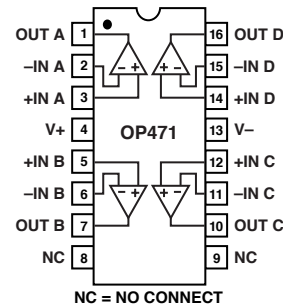 OUT A 1 16 OUT D
–IN A 2 – + + – 15 –IN D
+IN A 3 14 +IN D
V+ 4 OP471 13 V–
+IN B 5 12 +IN C
–IN B 6 – + + – 11 –IN C
OUT B 7 10 OUT C
NC 8 9 NC
NC = NO CONNECT